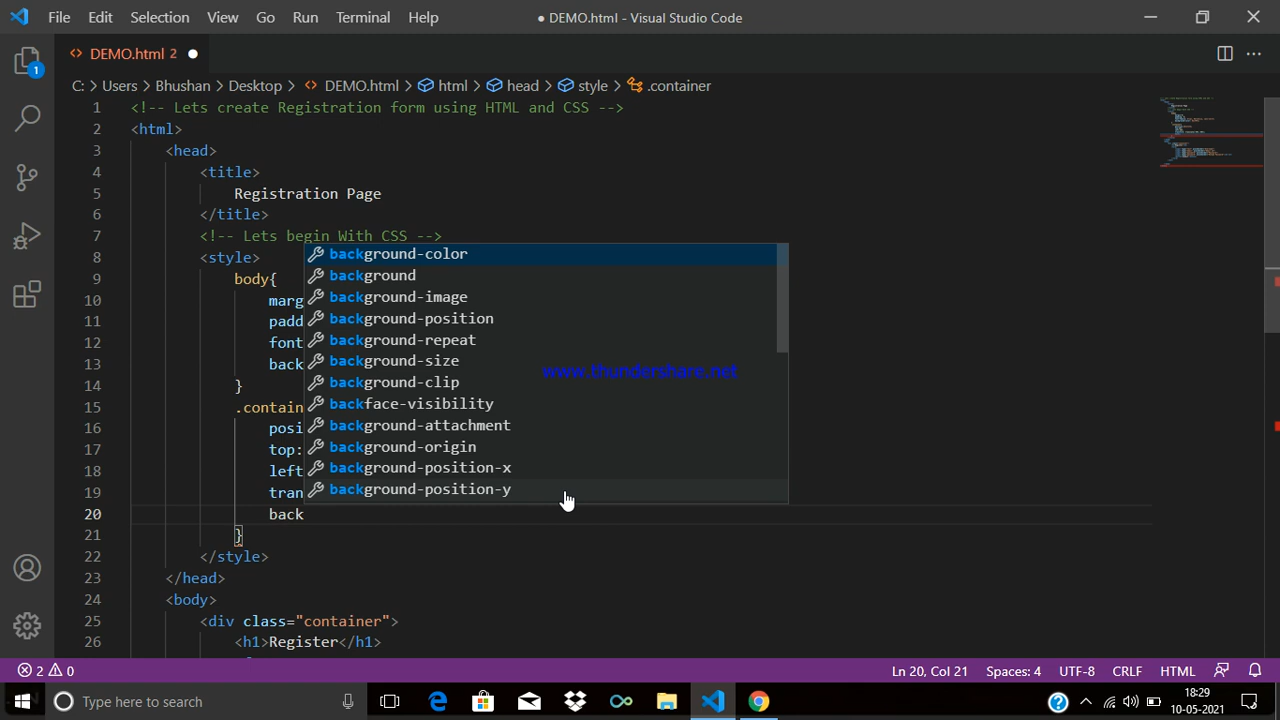 File Edit Selection View Go Run Terminal Help ● DEMO.html - Visual Studio Code
DEMO.html 2 ●
1
C: > Users > Bhushan > Desktop > DEMO.html > html > head > style > .container
1 <!-- Lets create Registration form using HTML and CSS -->
2 <html>
3 <head>
4 <title>
5 Registration Page
6 </title>
7 <!-- Lets begin With CSS -->
8 <style>
background-color
9 body{
background
10 marg
background-image
11 padd
background-position
12 font
background-repeat
13 back
background-size
www.thundershare.net
14 }
background-clip
15 .contain
backface-visibility
16 posi
background-attachment
17 top:
background-origin
18 left
background-position-x
19 tran
background-position-y
20 back
21 }
22 </style>
23 </head>
24 <body>
25 <div class="container">
26 <h1>Register</h1>
2 0 Ln 20, Col 21 Spaces: 4 UTF-8 CRLF HTML
Type here to search
18:29
10-05-2021